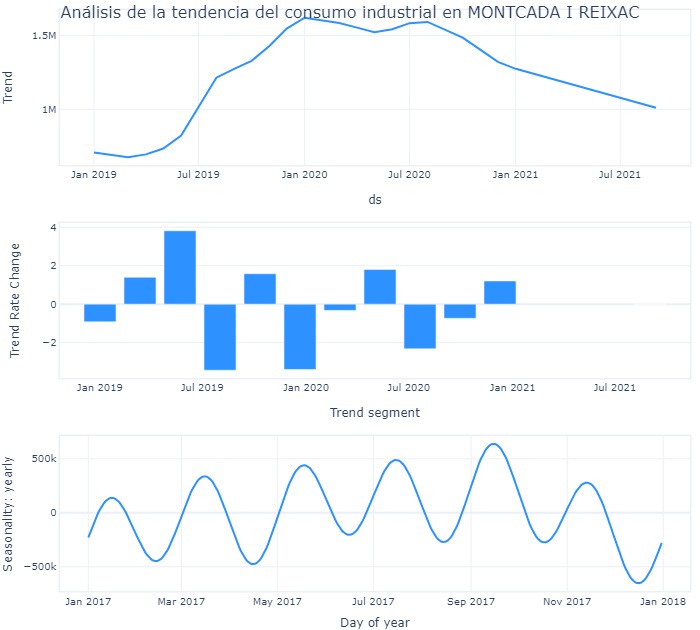 Análisis de la tendencia del consumo industrial en MONTCADA I REIXAC
Trend
1.5M
1M
Jan 2019 Jul 2019 Jan 2020 Jul 2020 Jan 2021 Jul 2021
ds
Trend Rate Change
4
2
0
−2
Jan 2019 Jul 2019 Jan 2020 Jul 2020 Jan 2021 Jul 2021
Trend segment
Seasonality: yearly
500k
0
−500k
Jan 2017 Mar 2017 May 2017 Jul 2017 Sep 2017 Nov 2017 Jan 2018
Day of year